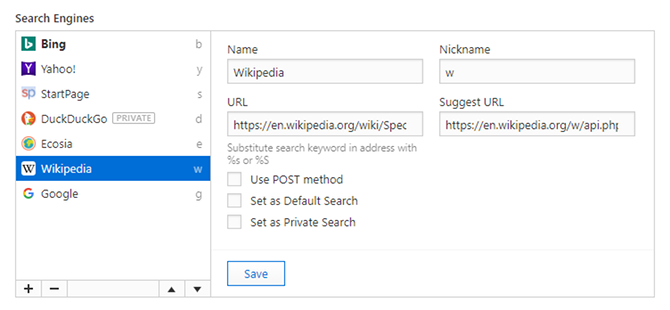 Search Engines
Bing b
Yahoo! y
StartPage s
DuckDuckGo PRIVATE d
Ecosia e
W Wikipedia w
G Google g
Name
Nickname
Wikipedia
w
URL
Suggest URL
https://en.wikipedia.org/wiki/Spec
https://en.wikipedia.org/w/api.php
Substitute search keyword in address with
%s or %S
Use POST method
Set as Default Search
Set as Private Search
Save